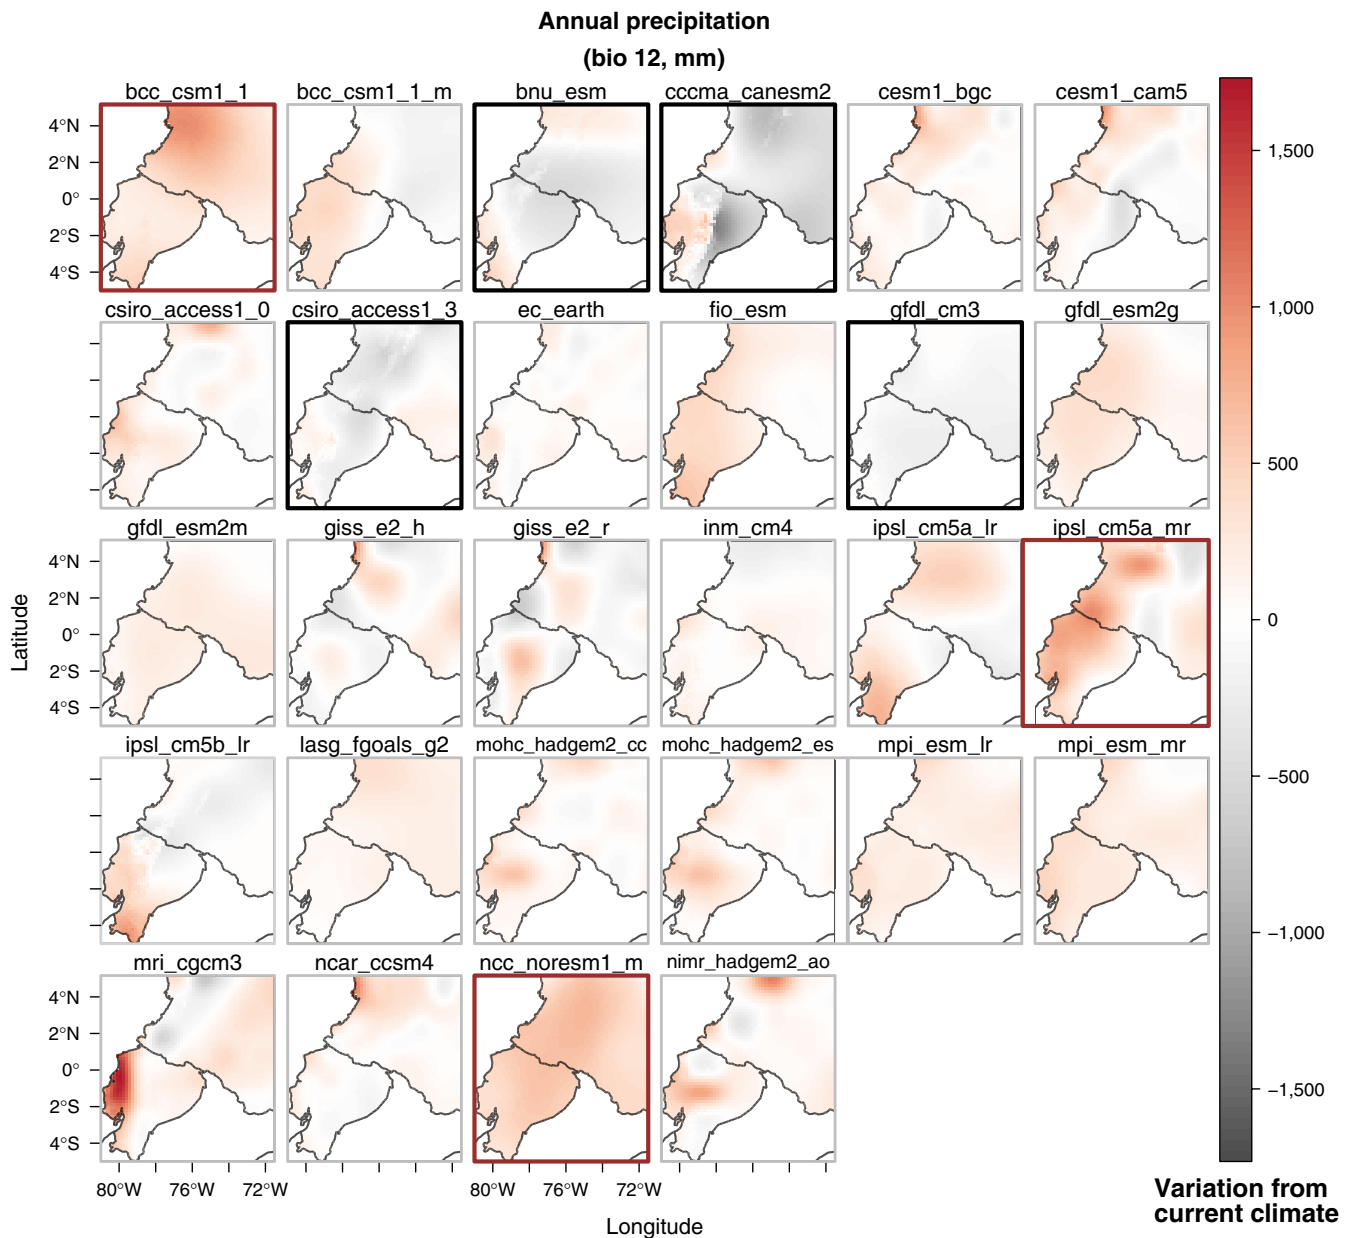 Annual precipitation
(bio 12, mm)
bcc_csm1_1 bcc_csm1_1_m bnu_esm cccma_canesm2 cesm1_bgc cesm1_cam5
4°N
2°N
0°
2°S
4°S
csiro_access1_0 csiro_access1_3 ec_earth fio_esm gfdl_cm3 gfdl_esm2g
gfdl_esm2m giss_e2_h giss_e2_r inm_cm4 ipsl_cm5a_lr ipsl_cm5a_mr
4°N
2°N
0°
2°S
4°S
Latitude
ipsl_cm5b_lr lasg_fgoals_g2 mohc_hadgem2_cc mohc_hadgem2_es mpi_esm_lr mpi_esm_mr
mri_cgcm3 ncar_ccsm4 ncc_noresm1_m nimr_hadgem2_ao
4°N
2°N
0°
2°S
4°S
80°W 76°W 72°W 80°W 76°W 72°W
Longitude
1,500
1,000
500
0
−500
−1,000
−1,500
Variation from
current climate